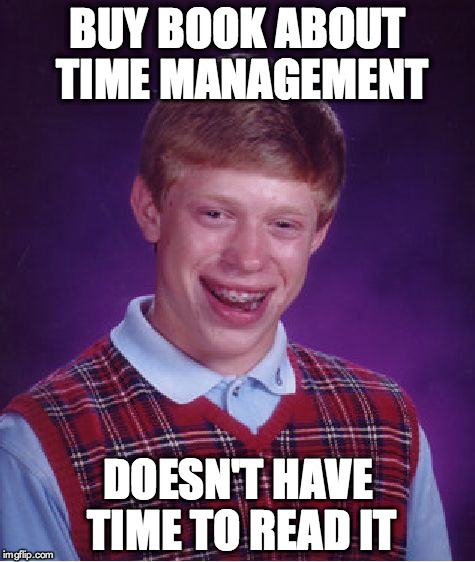 BUY BOOK ABOUT
TIME MANAGEMENT
DOESN'T HAVE
TIME TO READ IT
imgflip.com